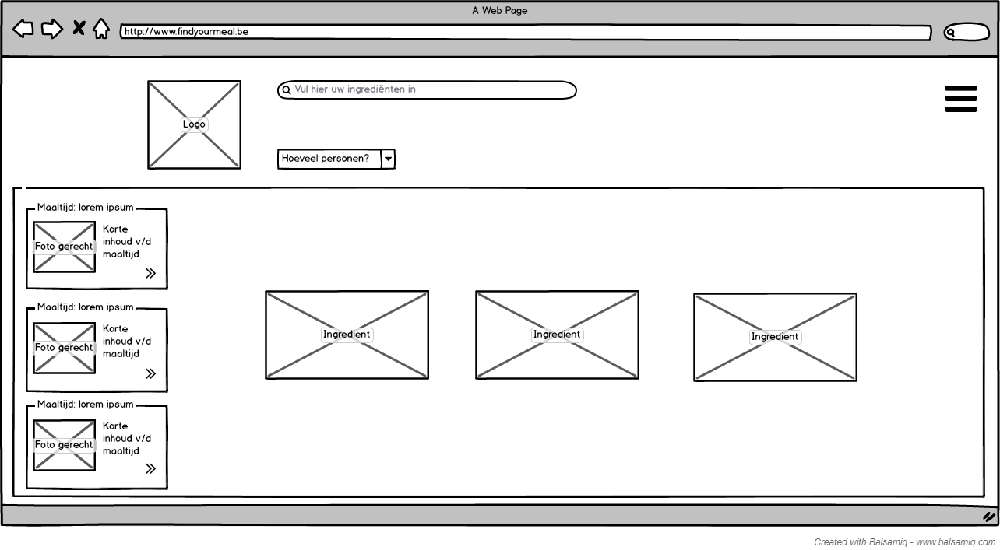 A Web Page
http://www.findyourmeal.be
Logo
Vul hier uw ingrediënten in
Hoeveel personen?
Maaltijd: lorem ipsum
Foto gerecht
Korte
inhoud v/d
maaltijd
Maaltijd: lorem ipsum
Foto gerecht
Korte
inhoud v/d
maaltijd
Maaltijd: lorem ipsum
Foto gerecht
Korte
inhoud v/d
maaltijd
Ingredient
Ingredient
Ingredient
Created with Balsamiq - www.balsamiq.com